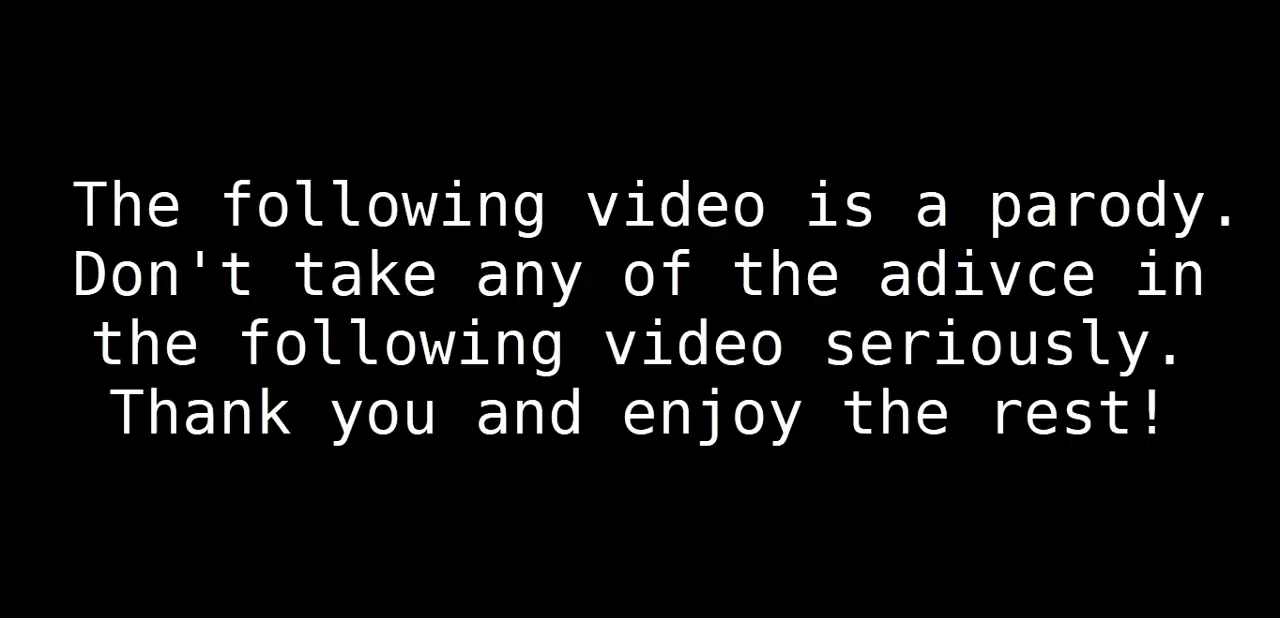 The following video is a parody.
Don't take any of the adivce in
the following video seriously.
Thank you and enjoy the rest!